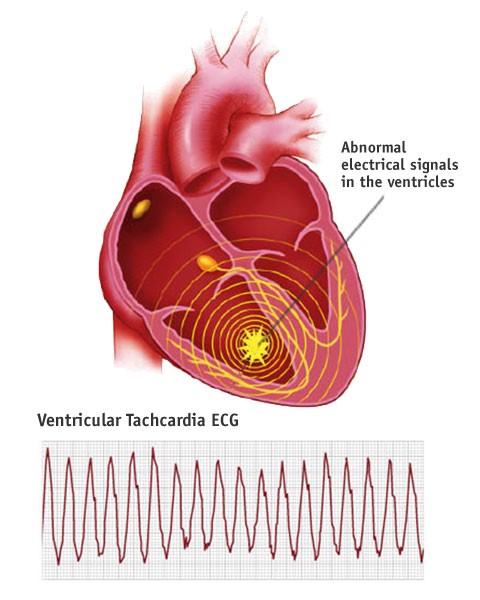 Abnormal
electrical signals
in the ventricles
Ventricular Tachcardia ECG